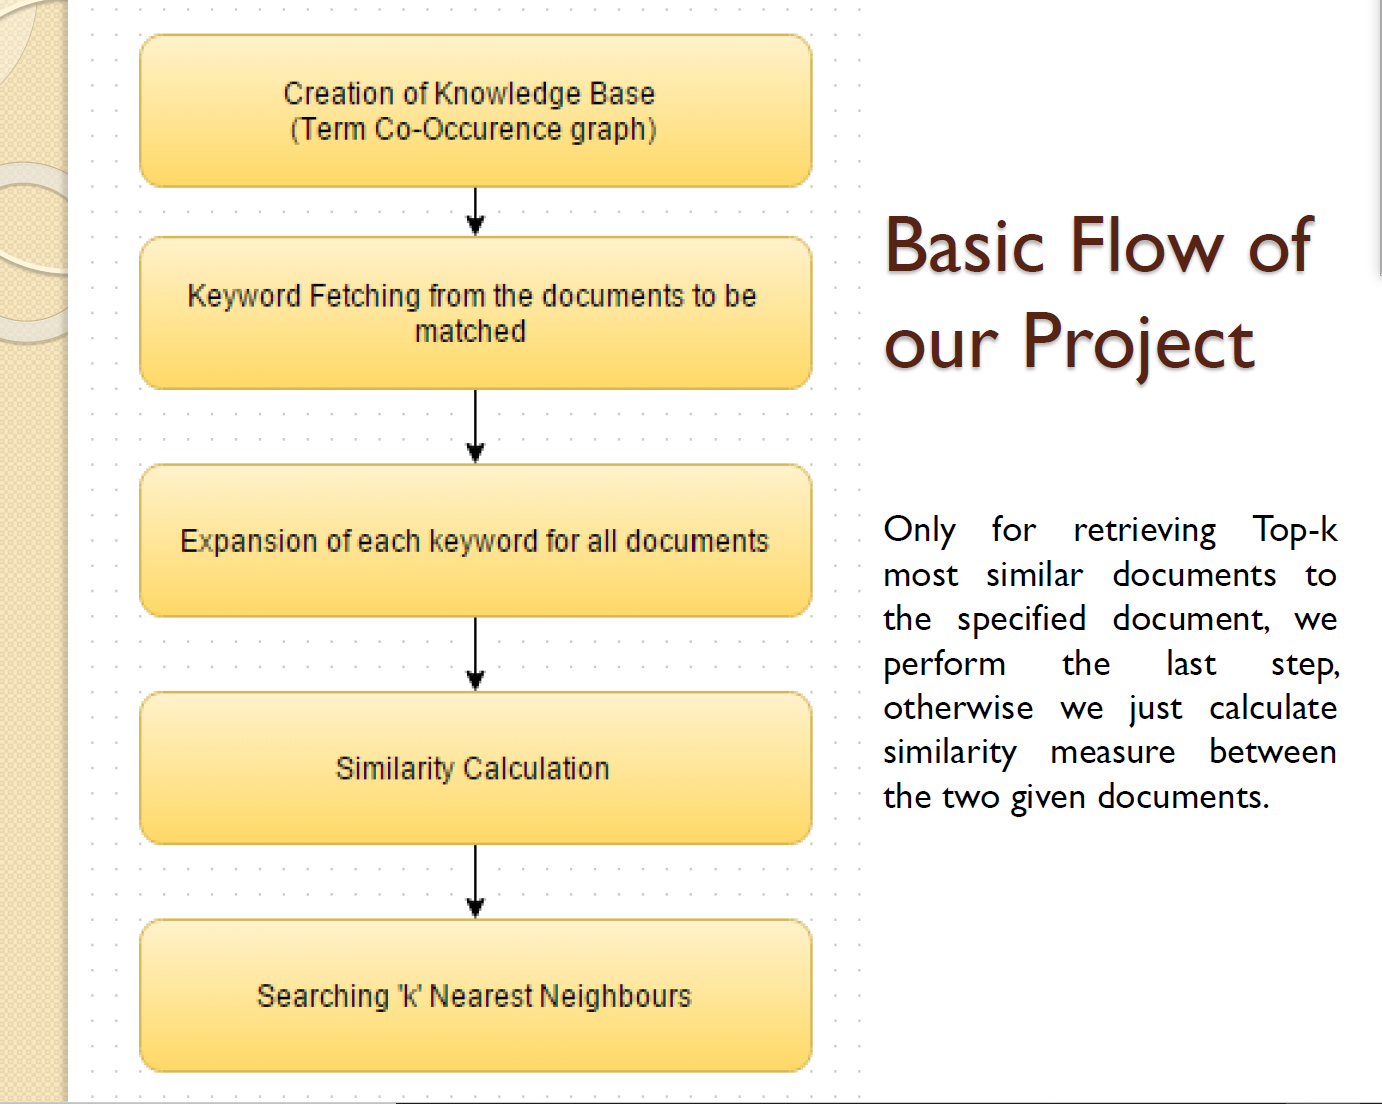 Creation of Knowledge Base
(Term Co-Occurence graph)
Keyword Fetching from the documents to be
matched
Expansion of each keyword for all documents
Similarity Calculation
Searching 'k' Nearest Neighbours
Basic Flow of
our Project
Only for retrieving Top-k
most similar documents to
the specified document, we
perform the last step,
otherwise we just calculate
similarity measure between
the two given documents.